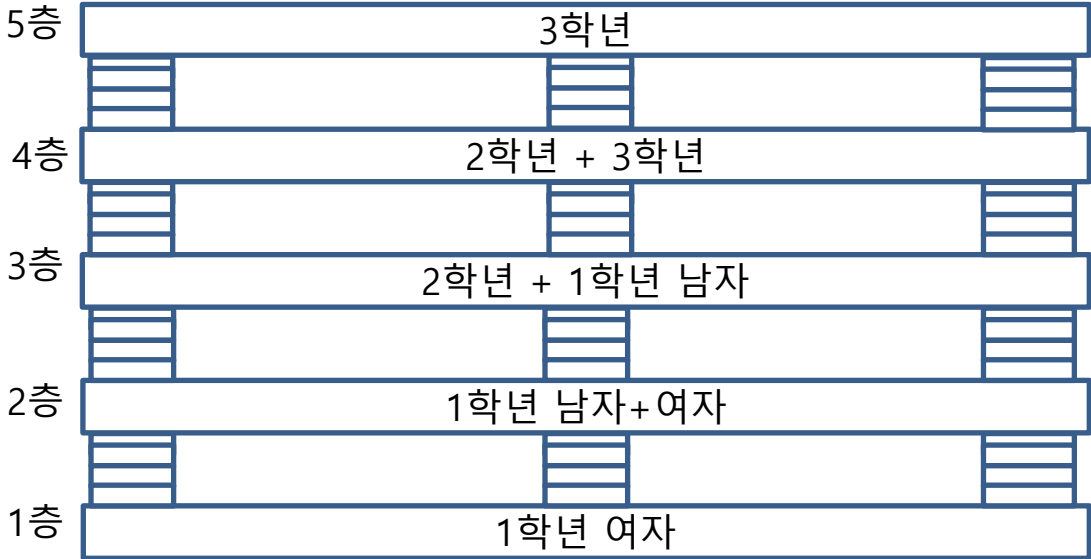 5층 3학년
4층 2학년 + 3학년
3층 2학년 + 1학년 남자
2층 1학년 남자+여자
1층 1학년 여자